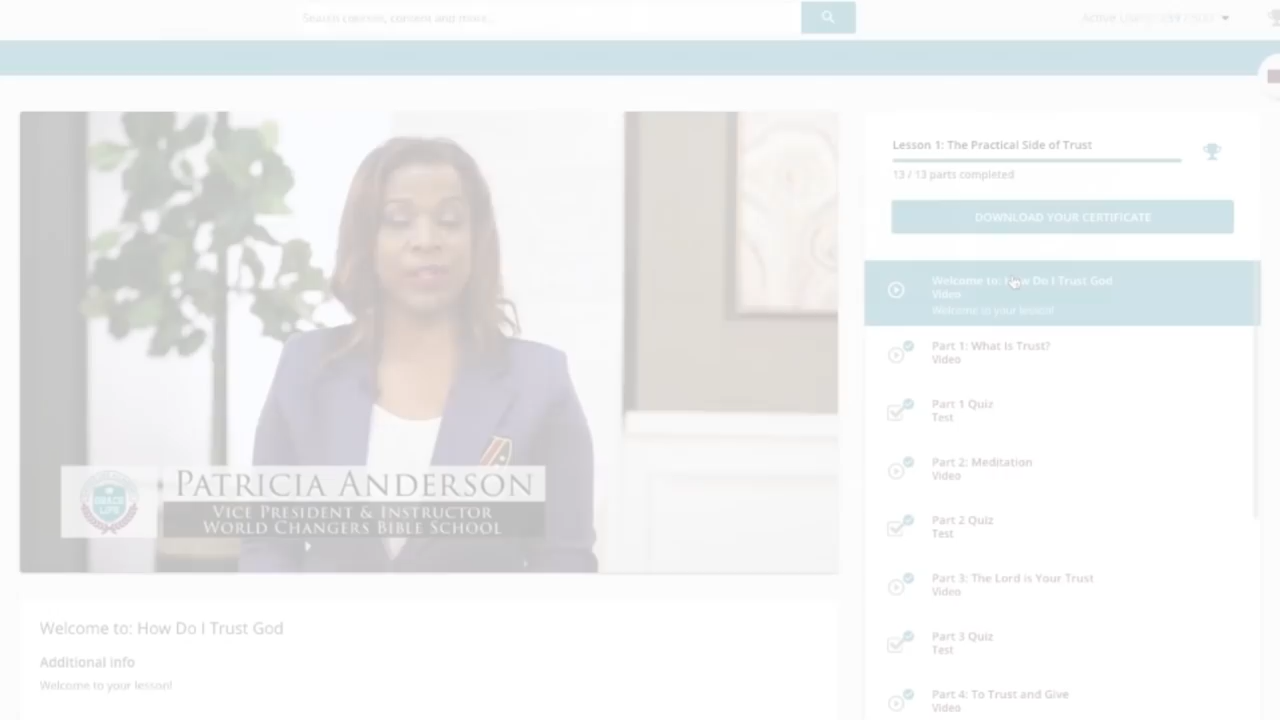 Search courses, content and more...
PATRICIA ANDERSON
VICE PRESIDENT & INSTRUCTOR
WORLD CHANGERS BIBLE SCHOOL
GRACE
LIFE
Welcome to: How Do I Trust God
Additional info
Welcome to your lesson!
Lesson 1: The Practical Side of Trust
13 / 13 parts completed
DOWNLOAD YOUR CERTIFICATE
Welcome to: How Do I Trust God
Video
Welcome to your lesson!
Part 1: What Is Trust?
Video
Part 1 Quiz
Test
Part 2: Meditation
Video
Part 2 Quiz
Test
Part 3: The Lord is Your Trust
Video
Part 3 Quiz
Test
Part 4: To Trust and Give
Video